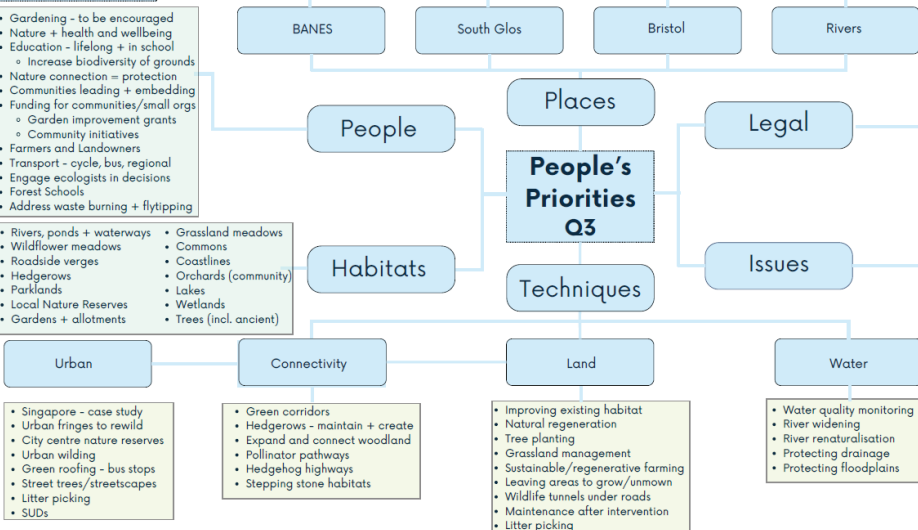 BANES
South Glos
Bristol
Rivers
• Gardening - to be encouraged
• Nature + health and wellbeing
• Education - lifelong + in school
◦ Increase biodiversity of grounds
• Nature connection = protection
• Communities leading + embedding
• Funding for communities/small orgs
◦ Garden improvement grants
◦ Community initiatives
• Farmers and Landowners
• Transport - cycle, bus, regional
• Engage ecologists in decisions
• Forest Schools
• Address waste burning + flytipping
Places
People
Legal
People's
Priorities
Q3
• Rivers, ponds + waterways
• Wildflower meadows
• Roadside verges
• Hedgerows
• Parklands
• Local Nature Reserves
• Gardens + allotments
• Grassland meadows
• Commons
• Coastlines
• Orchards (community)
• Lakes
• Wetlands
• Trees (incl. ancient)
Habitats
Issues
Techniques
Urban
Connectivity
Land
Water
• Singapore - case study
• Urban fringes to rewild
• City centre nature reserves
• Urban wilding
• Green roofing - bus stops
• Street trees/streetscapes
• Litter picking
• SUDs
• Green corridors
• Hedgerows - maintain + create
• Expand and connect woodland
• Pollinator pathways
• Hedgehog highways
• Stepping stone habitats
• Improving existing habitat
• Natural regeneration
• Tree planting
• Grassland management
• Sustainable/regenerative farming
• Leaving areas to grow/unmown
• Wildlife tunnels under roads
• Maintenance after intervention
• Litter picking
• Water quality monitoring
• River widening
• River renaturalisation
• Protecting drainage
• Protecting floodplains